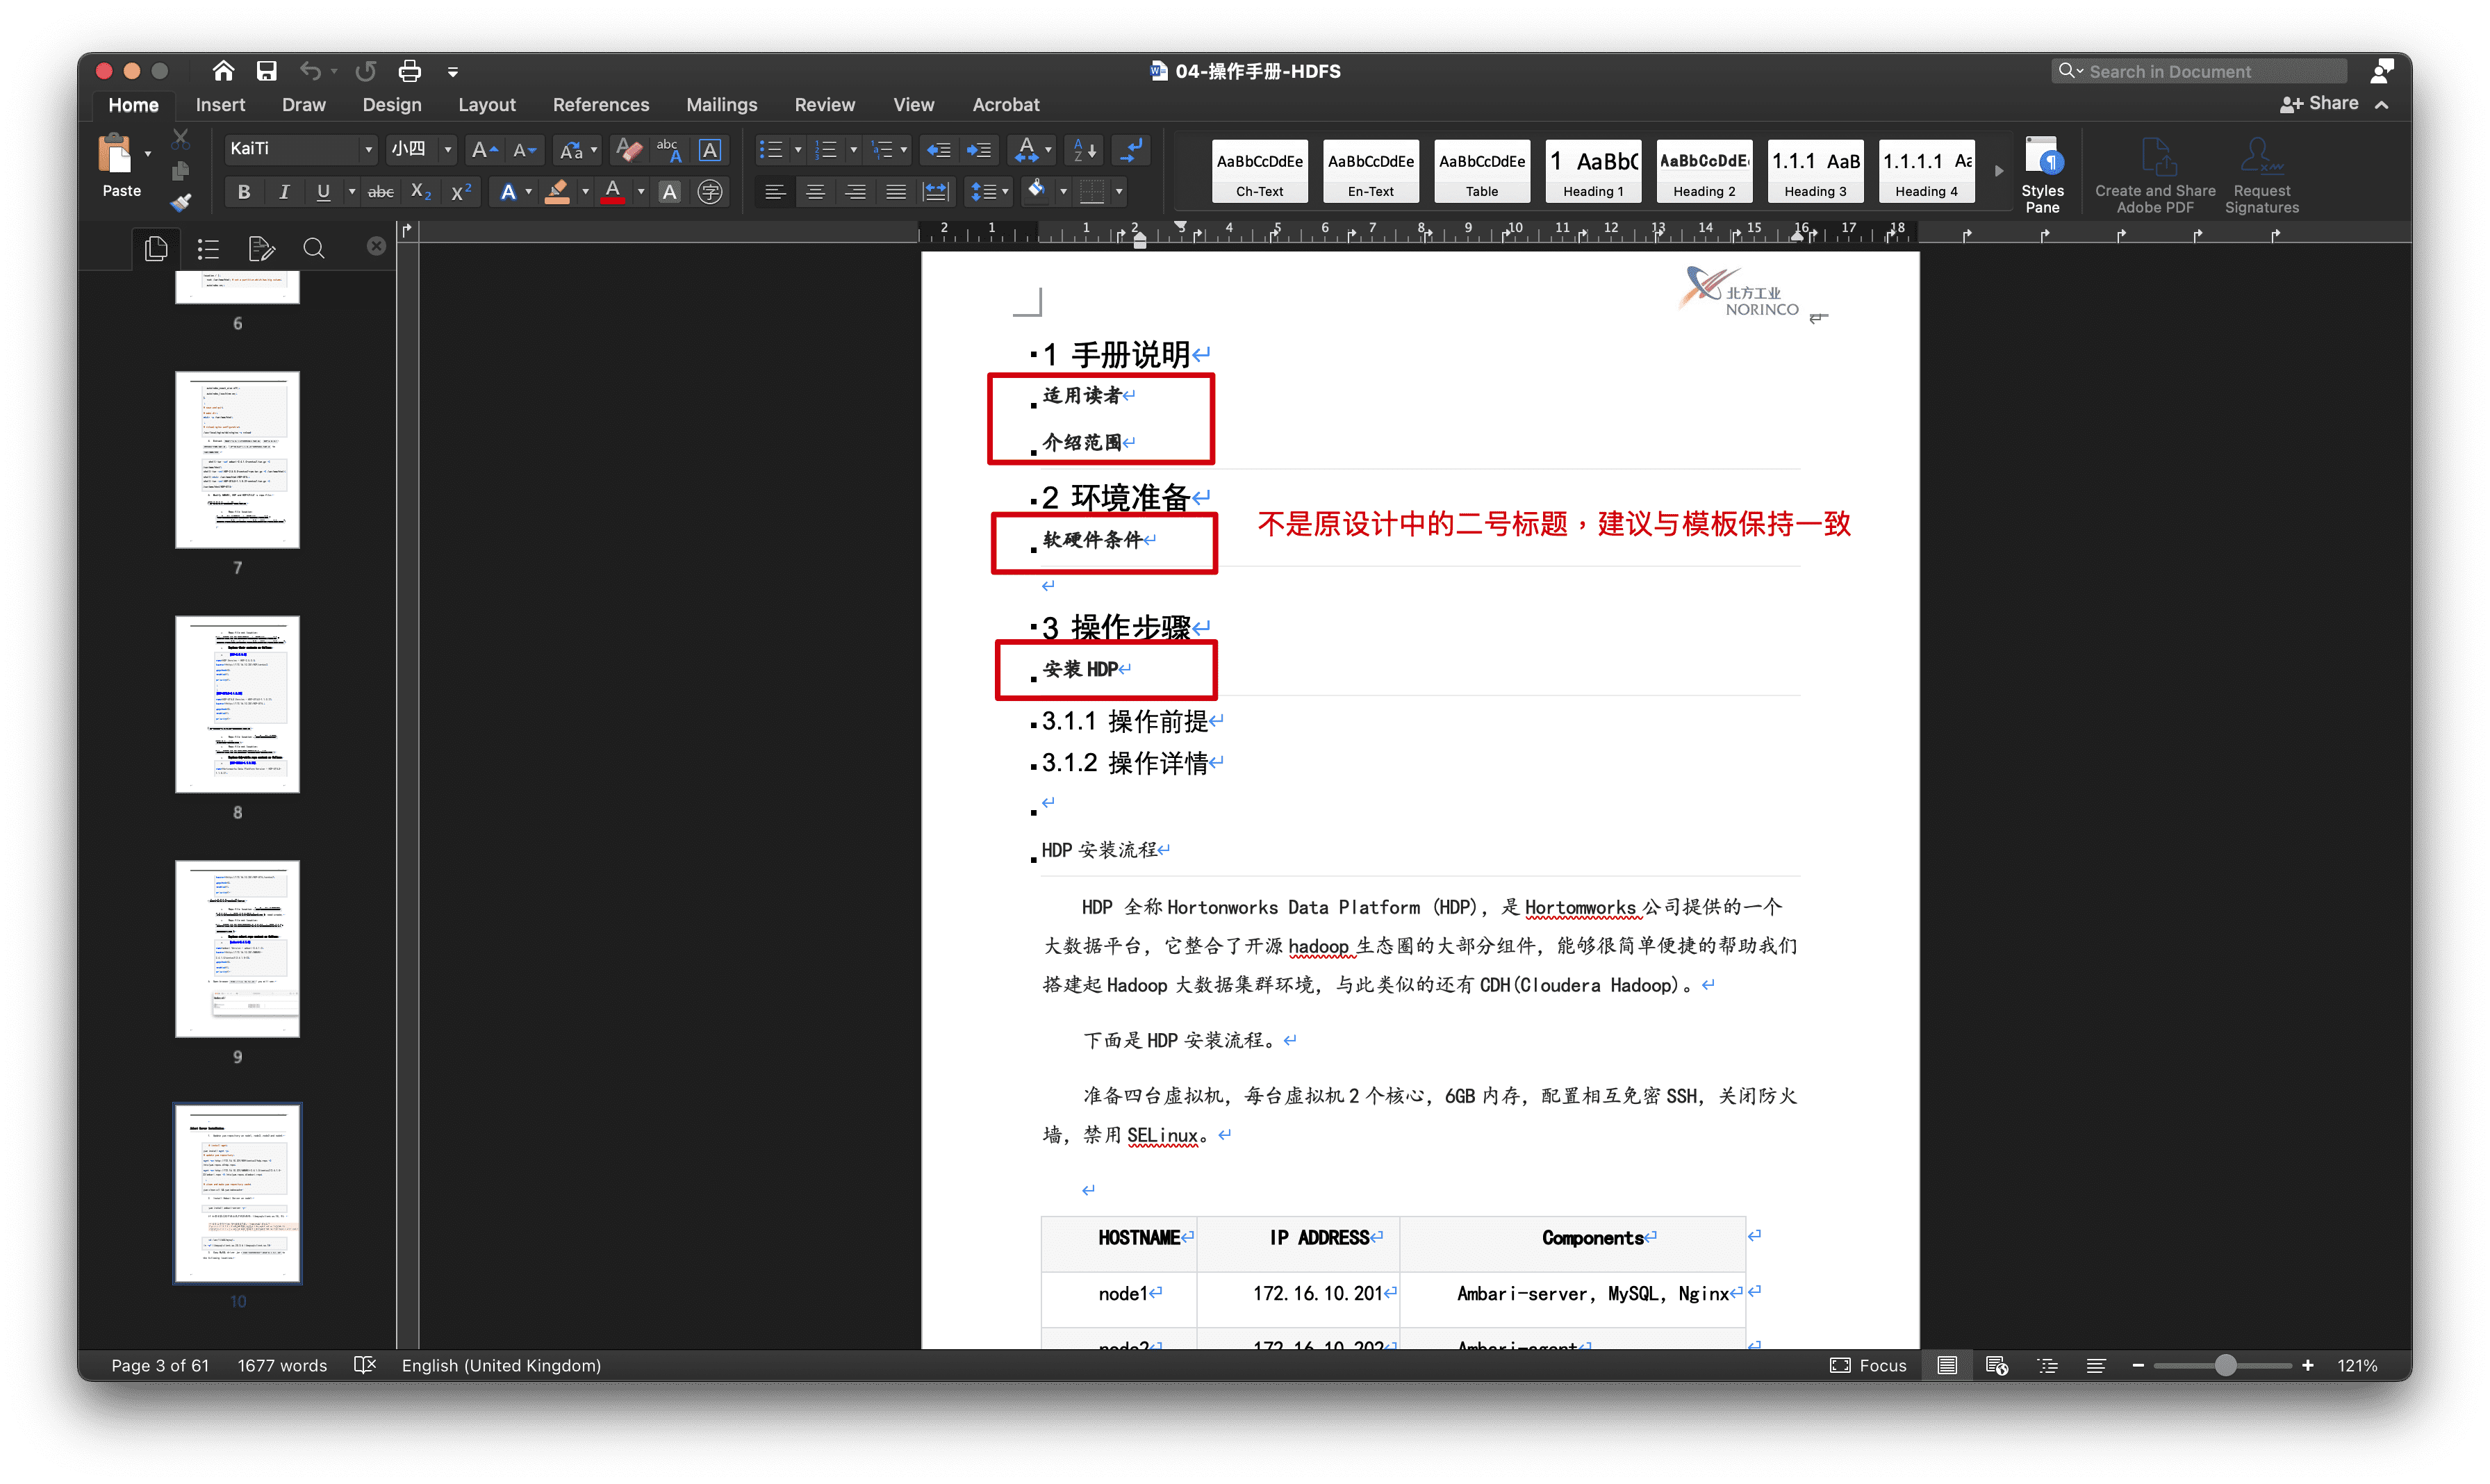 04-操作手册-HDFS
Search in Document
Home Insert Draw Design Layout References Mailings Review View Acrobat
Share
Paste
KaiTi 小四
AaBbCcDdEe AaBbCcDdEe AaBbCcDdEe 1 AaBbC AaBbCcDdE 1.1.1 AaB 1.1.1.1 Aa
Ch-Text En-Text Table Heading 1 Heading 2 Heading 3 Heading 4
Styles Pane
Create and Share Adobe PDF
Request Signatures
6
7
8
9
10
北方工业
NORINCO
1 手册说明
适用读者
介绍范围
2 环境准备
不是原设计中的二号标题，建议与模板保持一致
软硬件条件
3 操作步骤
安装 HDP
3.1.1 操作前提
3.1.2 操作详情
HDP 安装流程
HDP 全称 Hortonworks Data Platform (HDP)，是 Hortomworks 公司提供的一个
大数据平台，它整合了开源 hadoop 生态圈的大部分组件，能够很简单便捷的帮助我们
搭建起 Hadoop 大数据集群环境，与此类似的还有 CDH(Cloudera Hadoop)。
下面是 HDP 安装流程。
准备四台虚拟机，每台虚拟机 2 个核心，6GB 内存，配置相互免密 SSH，关闭防火
墙，禁用 SELinux。
HOSTNAME IP ADDRESS Components
node1 172.16.10.201 Ambari-server, MySQL, Nginx
node2 172.16.10.202 Ambari-agent
Page 3 of 61 1677 words English (United Kingdom) Focus 121%